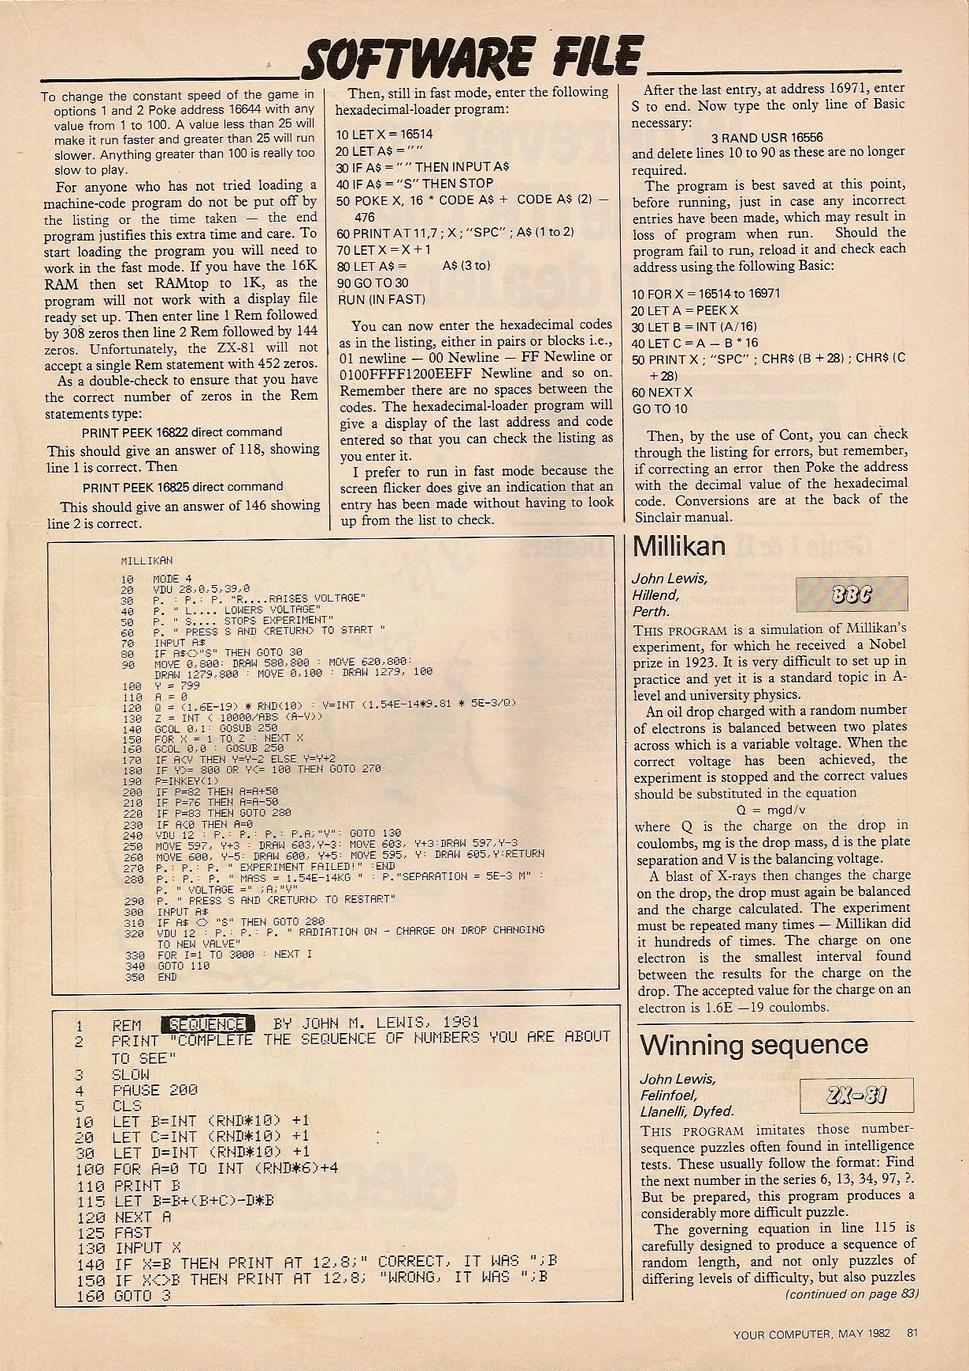 SOFTWARE FILE
To change the constant speed of the game in
options 1 and 2 Poke address 16644 with any
value from 1 to 100. A value less than 25 will
make it run faster and greater than 25 will run
slower. Anything greater than 100 is really too
slow to play.
For anyone who has not tried loading a
machine-code program do not be put off by
the listing or the time taken — the end
program justifies this extra time and care. To
start loading the program you will need to
work in the fast mode. If you have the 16K
RAM then set RAMtop to 1K, as the
program will not work with a display file
ready set up. Then enter line 1 Rem followed
by 308 zeros then line 2 Rem followed by 144
zeros. Unfortunately, the ZX-81 will not
accept a single Rem statement with 452 zeros.
As a double-check to ensure that you have
the correct number of zeros in the Rem
statements type:
PRINT PEEK 16822 direct command
This should give an answer of 118, showing
line 1 is correct. Then
PRINT PEEK 16825 direct command
This should give an answer of 146 showing
line 2 is correct.
Then, still in fast mode, enter the following
hexadecimal-loader program:
10 LET X = 16514
20 LET A$ = " "
30 IF A$ = " " THEN INPUT A$
40 IF A$ = "S" THEN STOP
50 POKE X, 16 * CODE A$ + CODE A$ (2) —
476
60 PRINT AT 11,7 ; X ; "SPC" ; A$ (1 to 2)
70 LET X = X + 1
80 LET A$ = A$ (3 to)
90 GO TO 30
RUN (IN FAST)
You can now enter the hexadecimal codes
as in the listing, either in pairs or blocks i.e.,
01 newline — 00 Newline — FF Newline or
0100FFFF1200EEFF Newline and so on.
Remember there are no spaces between the
codes. The hexadecimal-loader program will
give a display of the last address and code
entered so that you can check the listing as
you enter it.
I prefer to run in fast mode because the
screen flicker does give an indication that an
entry has been made without having to look
up from the list to check.
After the last entry, at address 16971, enter
S to end. Now type the only line of Basic
necessary:
3 RAND USR 16556
and delete lines 10 to 90 as these are no longer
required.
The program is best saved at this point,
before running, just in case any incorrect
entries have been made, which may result in
loss of program when run. Should the
program fail to run, reload it and check each
address using the following Basic:
10 FOR X = 16514 to 16971
20 LET A = PEEK X
30 LET B = INT (A/16)
40 LET C = A — B * 16
50 PRINT X ; "SPC" ; CHR$ (B + 28) ; CHR$ (C
+ 28)
60 NEXT X
GO TO 10
Then, by the use of Cont, you can check
through the listing for errors, but remember,
if correcting an error then Poke the address
with the decimal value of the hexadecimal
code. Conversions are at the back of the
Sinclair manual.
MILLIKAN
10 MODE 4
20 VDU 28,0,5,39,0
30 P. : P.: P. "R....RAISES VOLTAGE"
40 P. " L.... LOWERS VOLTAGE"
50 P. " S.... STOPS EXPERIMENT"
60 P. " PRESS S AND <RETURN> TO START "
70 INPUT A$
80 IF A$<>"S" THEN GOTO 30
90 MOVE 0,800: DRAW 580,800 : MOVE 620,800:
DRAW 1279,800 : MOVE 0,100 : DRAW 1279, 100
100 Y = 799
110 A = 0
120 Q = (1.6E-19) * RND(10) : V=INT (1.54E-14*9.81 * 5E-3/Q)
130 Z = INT ( 10000/ABS (A-V))
140 GCOL 0,1: GOSUB 250
150 FOR X = 1 TO Z : NEXT X
160 GCOL 0,0 : GOSUB 250
170 IF A<V THEN Y=Y-2 ELSE Y=Y+2
180 IF Y>= 800 OR Y<= 100 THEN GOTO 270
190 P=INKEY(1)
200 IF P=82 THEN A=A+50
210 IF P=76 THEN A=A-50
220 IF P=83 THEN GOTO 280
230 IF A<0 THEN A=0
240 VDU 12 : P.: P.: P.: P.A;"V": GOTO 130
250 MOVE 597, Y+3 : DRAW 603,Y-3: MOVE 603, Y+3:DRAW 597,Y-3
260 MOVE 600, Y-5: DRAW 600, Y+5: MOVE 595, Y: DRAW 605,Y:RETURN
270 P.: P.: P. " EXPERIMENT FAILED!" :END
280 P.: P.: P. " MASS = 1.54E-14KG " : P."SEPARATION = 5E-3 M" :
P. " VOLTAGE =" ;A;"V"
290 P. " PRESS S AND <RETURN> TO RESTART"
300 INPUT A$
310 IF A$ <> "S" THEN GOTO 280
320 VDU 12 : P.: P.: P. " RADIATION ON - CHARGE ON DROP CHANGING
TO NEW VALVE"
330 FOR I=1 TO 3000 : NEXT I
340 GOTO 110
350 END
1 REM SEQUENCE BY JOHN M. LEWIS, 1981
2 PRINT "COMPLETE THE SEQUENCE OF NUMBERS YOU ARE ABOUT
TO SEE"
3 SLOW
4 PAUSE 200
5 CLS
10 LET B=INT (RND*10) +1
20 LET C=INT (RND*10) +1
30 LET D=INT (RND*10) +1
100 FOR A=0 TO INT (RND*6)+4
110 PRINT B
115 LET B=B+(B+C)-D*B
120 NEXT A
125 FAST
130 INPUT X
140 IF X=B THEN PRINT AT 12,8;" CORRECT, IT WAS ";B
150 IF X<>B THEN PRINT AT 12,8; "WRONG, IT WAS ";B
160 GOTO 3
Millikan
John Lewis,
Hillend,
Perth.
BBC
THIS PROGRAM is a simulation of Millikan's
experiment, for which he received a Nobel
prize in 1923. It is very difficult to set up in
practice and yet it is a standard topic in A-
level and university physics.
An oil drop charged with a random number
of electrons is balanced between two plates
across which is a variable voltage. When the
correct voltage has been achieved, the
experiment is stopped and the correct values
should be substituted in the equation
Q = mgd/v
where Q is the charge on the drop in
coulombs, mg is the drop mass, d is the plate
separation and V is the balancing voltage.
A blast of X-rays then changes the charge
on the drop, the drop must again be balanced
and the charge calculated. The experiment
must be repeated many times — Millikan did
it hundreds of times. The charge on one
electron is the smallest interval found
between the results for the charge on the
drop. The accepted value for the charge on an
electron is 1.6E —19 coulombs.
Winning sequence
John Lewis,
Felinfoel,
Llanelli, Dyfed.
ZX-81
THIS PROGRAM imitates those number-
sequence puzzles often found in intelligence
tests. These usually follow the format: Find
the next number in the series 6, 13, 34, 97, ?.
But be prepared, this program produces a
considerably more difficult puzzle.
The governing equation in line 115 is
carefully designed to produce a sequence of
random length, and not only puzzles of
differing levels of difficulty, but also puzzles
(continued on page 83)
YOUR COMPUTER, MAY 1982 81